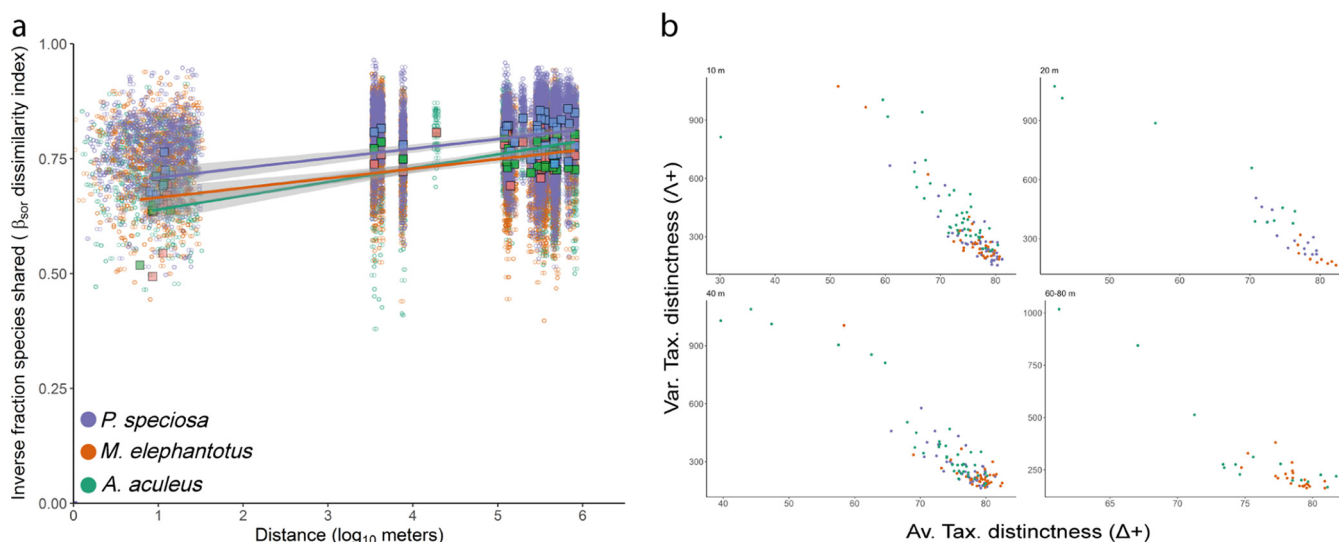 a
Inverse fraction species shared ( βsor dissimilarity index)
1.00
0.75
0.50
0.25
0.00
P. speciosa
M. elephantotus
A. aculeus
0 1 2 3 4 5 6
Distance (log10 meters)
b
Var. Tax. distinctness (Λ+)
10 m
900
600
300
30 40 50 60 70 80
20 m
900
600
300
50 60 70 80
40 m
900
600
300
40 50 60 70 80
60-80 m
1000
750
500
250
65 70 75 80
Av. Tax. distinctness (Δ+)